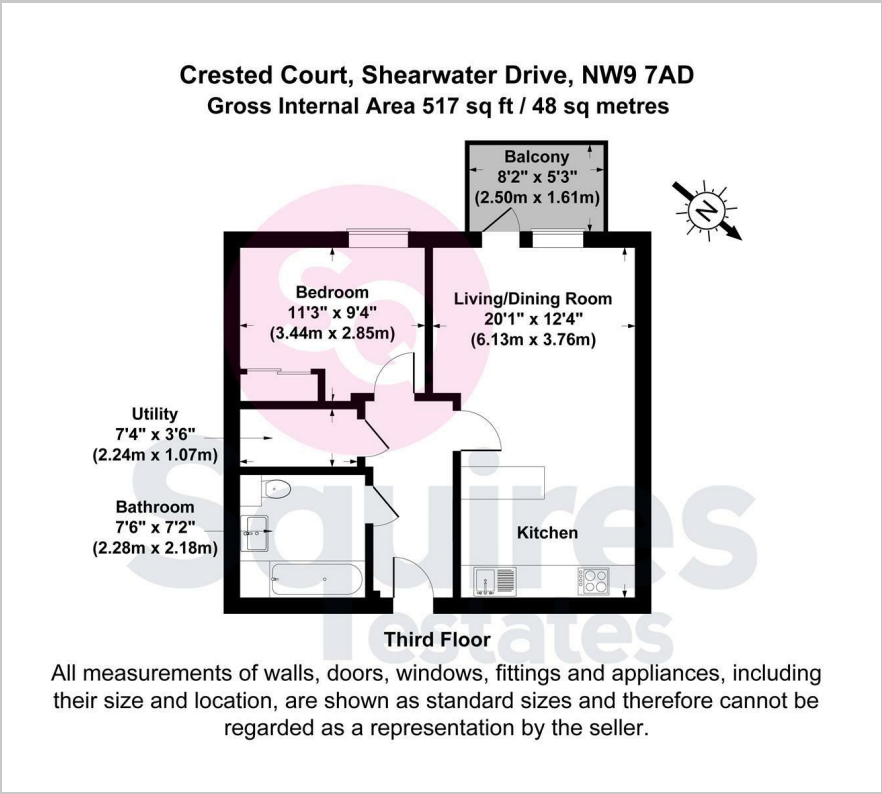 Crested Court, Shearwater Drive, NW9 7AD
Gross Internal Area 517 sq ft / 48 sq metres
Balcony
8'2" x 5'3"
(2.50m x 1.61m)
N
Bedroom
11'3" x 9'4"
(3.44m x 2.85m)
Living/Dining Room
20'1" x 12'4"
(6.13m x 3.76m)
SQ
Utility
7'4" x 3'6"
(2.24m x 1.07m)
Bathroom
7'6" x 7'2"
(2.28m x 2.18m)
Kitchen
Squires
estates
Third Floor
All measurements of walls, doors, windows, fittings and appliances, including
their size and location, are shown as standard sizes and therefore cannot be
regarded as a representation by the seller.